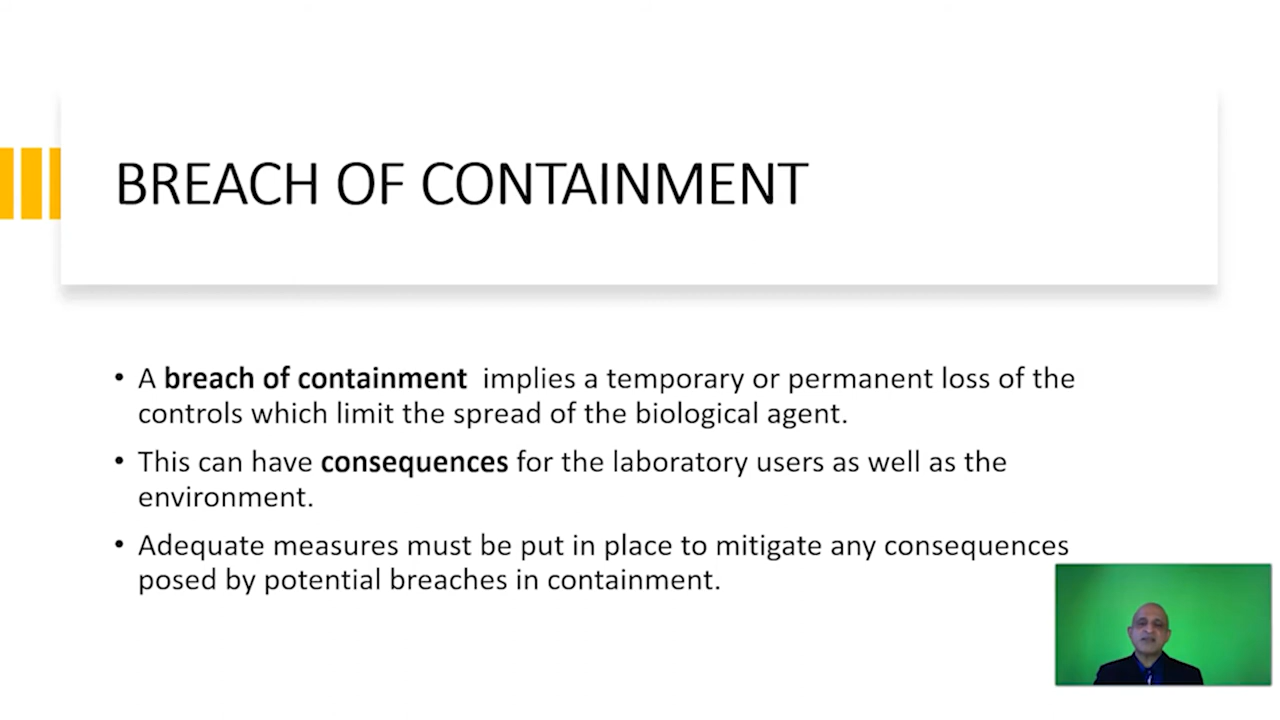 BREACH OF CONTAINMENT
• A breach of containment implies a temporary or permanent loss of the
controls which limit the spread of the biological agent.
• This can have consequences for the laboratory users as well as the
environment.
• Adequate measures must be put in place to mitigate any consequences
posed by potential breaches in containment.